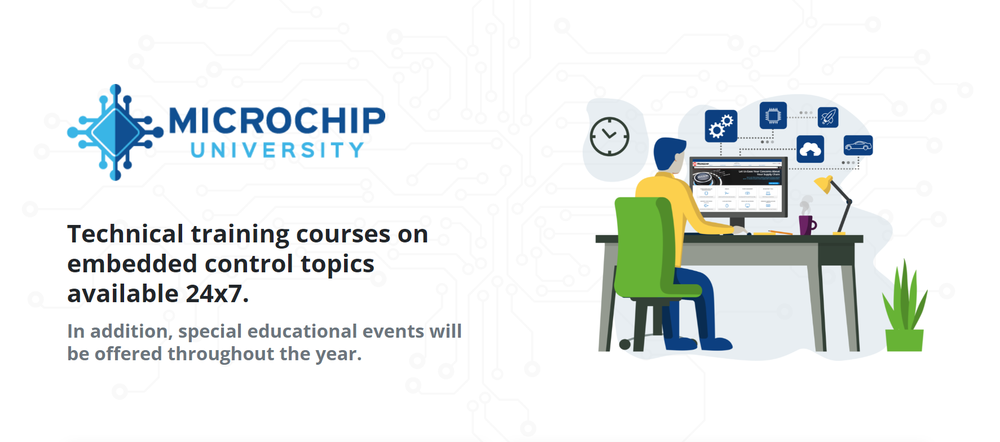 MICROCHIP
UNIVERSITY
Technical training courses on
embedded control topics
available 24x7.
In addition, special educational events will
be offered throughout the year.
MICROCHIP
Let Us Ease Your Concerns About
Your Supply Chain